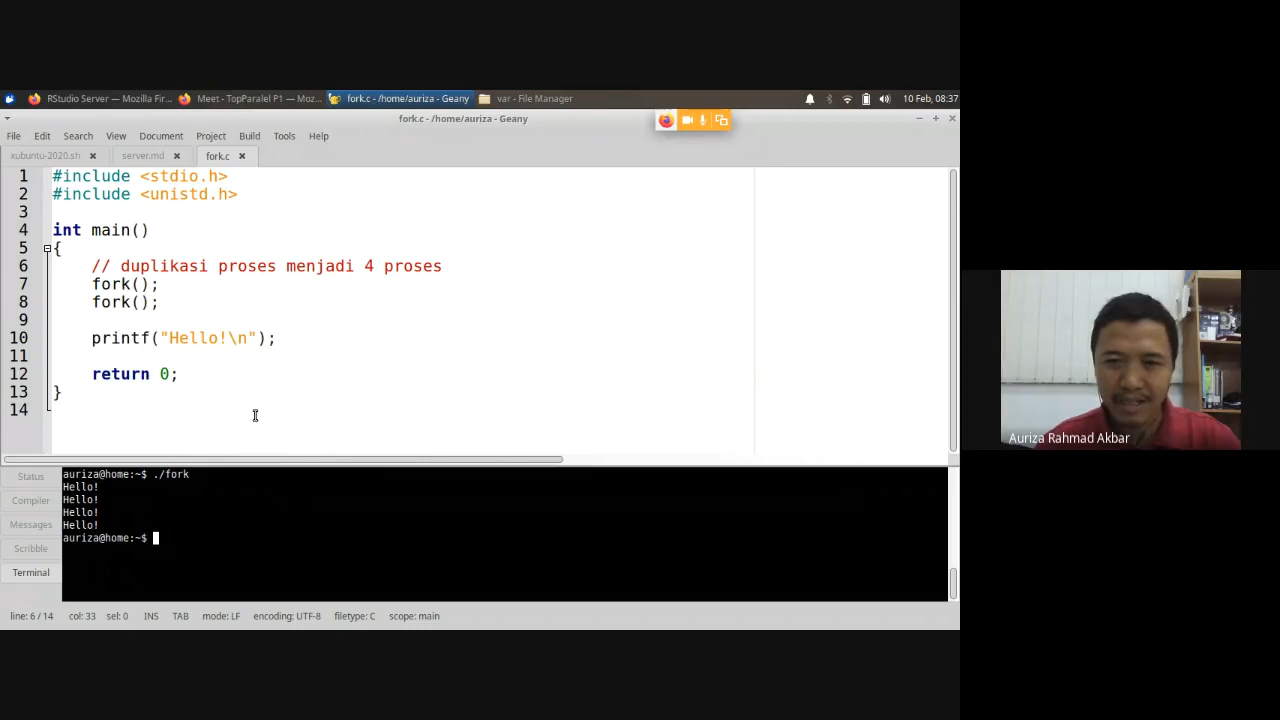 RStudio Server — Mozilla Fir...
Meet - TopParalel P1 — Moz...
fork.c - /home/auriza - Geany
var - File Manager
10 Feb, 08:37
fork.c - /home/auriza - Geany
File Edit Search View Document Project Build Tools Help
xubuntu-2020.sh
server.md
fork.c
1 #include <stdio.h>
2 #include <unistd.h>
3
4 int main()
5 {
6     // duplikasi proses menjadi 4 proses
7     fork();
8     fork();
9
10     printf("Hello!\n");
11
12     return 0;
13 }
14
Auriza Rahmad Akbar
Status
Compiler
Messages
Scribble
Terminal
auriza@home:~$ ./fork
Hello!
Hello!
Hello!
Hello!
auriza@home:~$
line: 6 / 14 col: 33 sel: 0 INS TAB mode: LF encoding: UTF-8 filetype: C scope: main